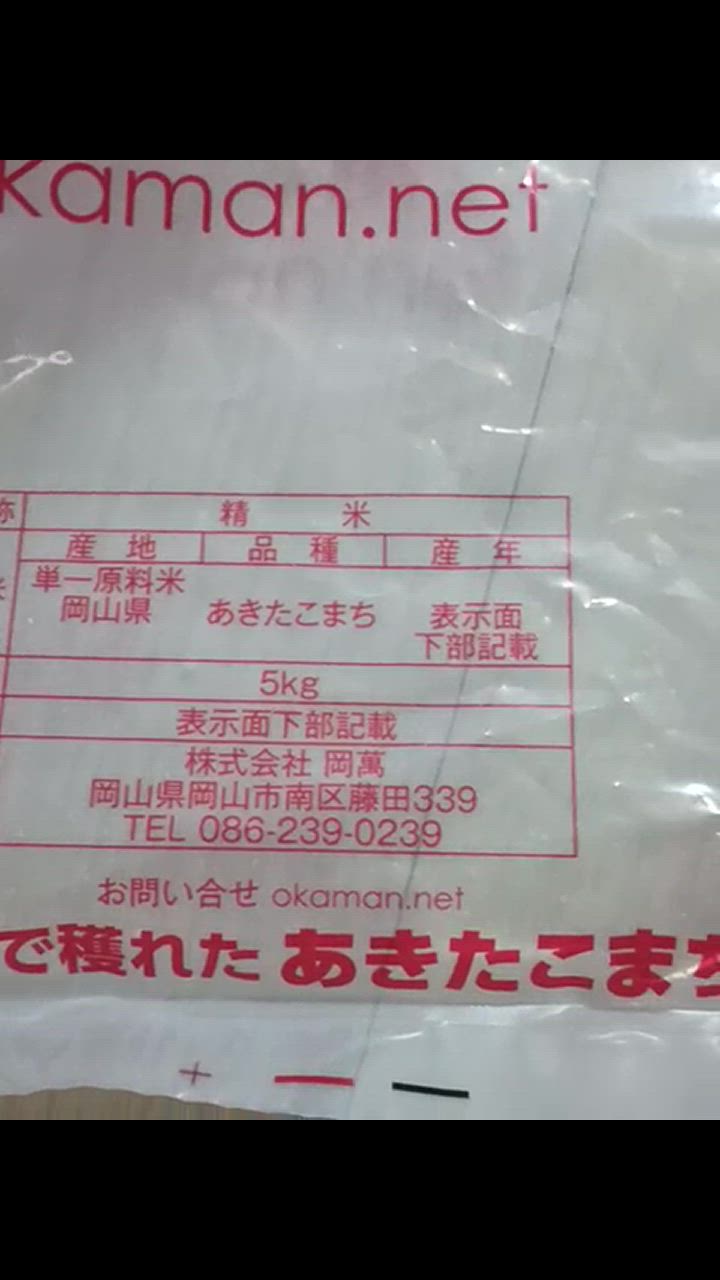 kaman.net
称 精 米
産 地 品 種 産 年
単一原料米
岡山県 あきたこまち 表示面
下部記載
5kg
表示面下部記載
株式会社 岡萬
岡山県岡山市南区藤田339
TEL 086-239-0239
お問い合せ okaman.net
で穫れた あきたこまち